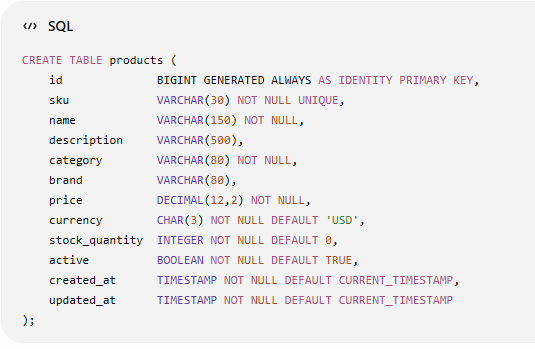 SQL
CREATE TABLE products (
    id              BIGINT GENERATED ALWAYS AS IDENTITY PRIMARY KEY,
    sku             VARCHAR(30) NOT NULL UNIQUE,
    name            VARCHAR(150) NOT NULL,
    description     VARCHAR(500),
    category        VARCHAR(80) NOT NULL,
    brand           VARCHAR(80),
    price           DECIMAL(12,2) NOT NULL,
    currency        CHAR(3) NOT NULL DEFAULT 'USD',
    stock_quantity  INTEGER NOT NULL DEFAULT 0,
    active          BOOLEAN NOT NULL DEFAULT TRUE,
    created_at      TIMESTAMP NOT NULL DEFAULT CURRENT_TIMESTAMP,
    updated_at      TIMESTAMP NOT NULL DEFAULT CURRENT_TIMESTAMP
);